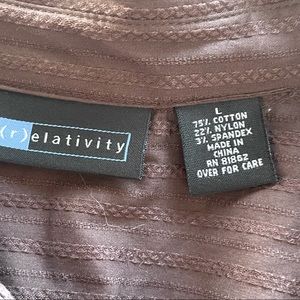 (r)elativity
L
75% COTTON
22% NYLON
3% SPANDEX
MADE IN
CHINA
RN 81862
OVER FOR CARE